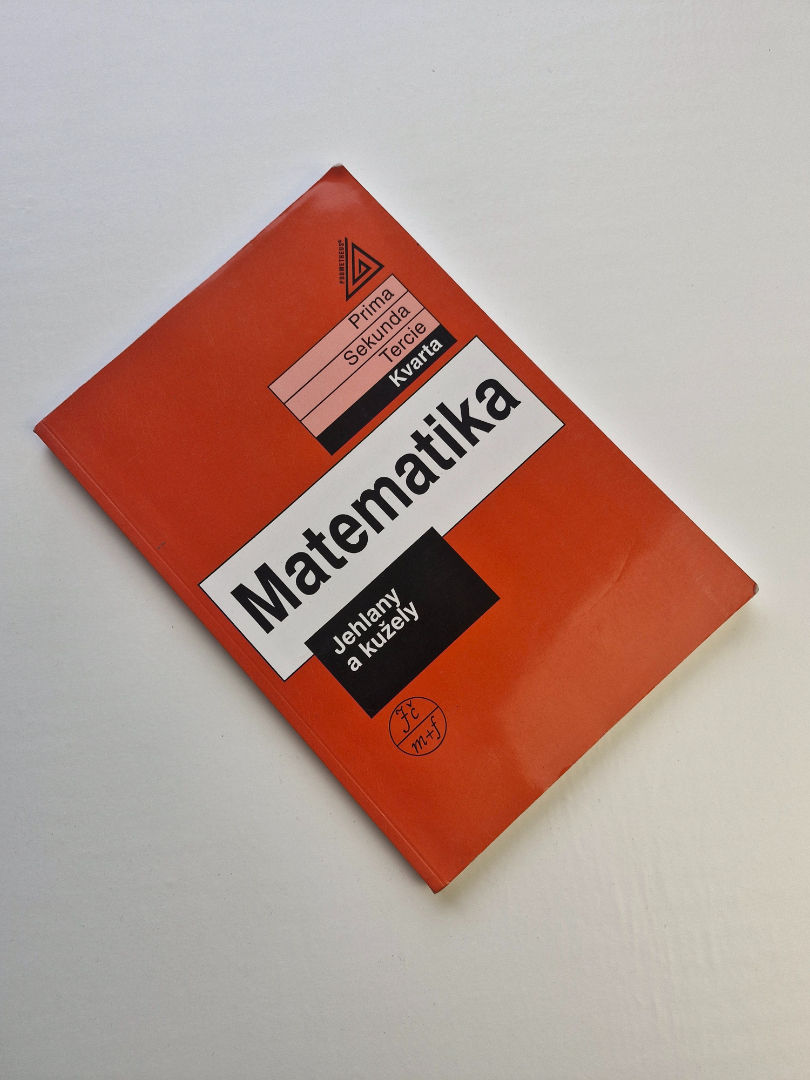 PROMETHEUS®
Prima
Sekunda
Tercie
Kvarta
Matematika
Jehlany
a kužely
Jč
m+f